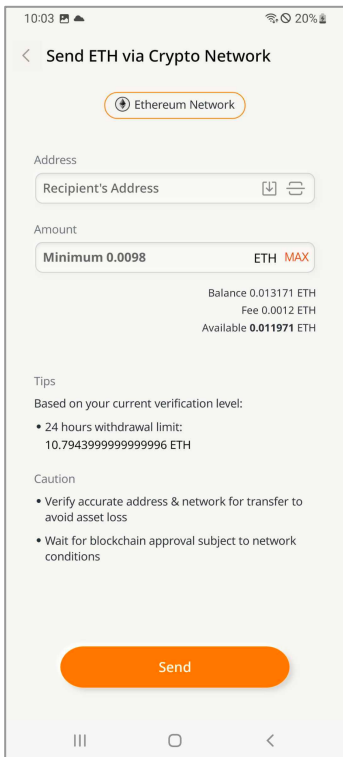 10:03 20%
Send ETH via Crypto Network
Ethereum Network
Address
Recipient's Address
Amount
Minimum 0.0098 ETH MAX
Balance 0.013171 ETH
Fee 0.0012 ETH
Available 0.011971 ETH
Tips
Based on your current verification level:
• 24 hours withdrawal limit:
10.7943999999999996 ETH
Caution
• Verify accurate address & network for transfer to
avoid asset loss
• Wait for blockchain approval subject to network
conditions
Send